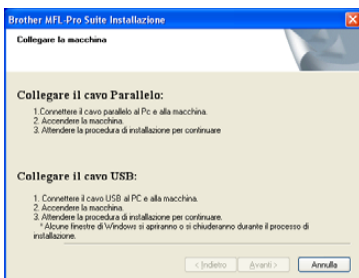 Brother MFL-Pro Suite Installazione
Collegare la macchina
Collegare il cavo Parallelo:
1.Connettere il cavo parallelo al Pc e alla macchina.
2. Accendere la macchina.
3. Attendere la procedura di installazione per continuare
Collegare il cavo USB:
1. Connettere il cavo USB al PC e alla macchina.
2. Accendere la macchina.
3. Attendere la procedura di installazione per continuare.
* Alcune finestre di Windows si apriranno o si chiuderanno durante il processo di
installazione.
< Indietro Avanti > Annulla